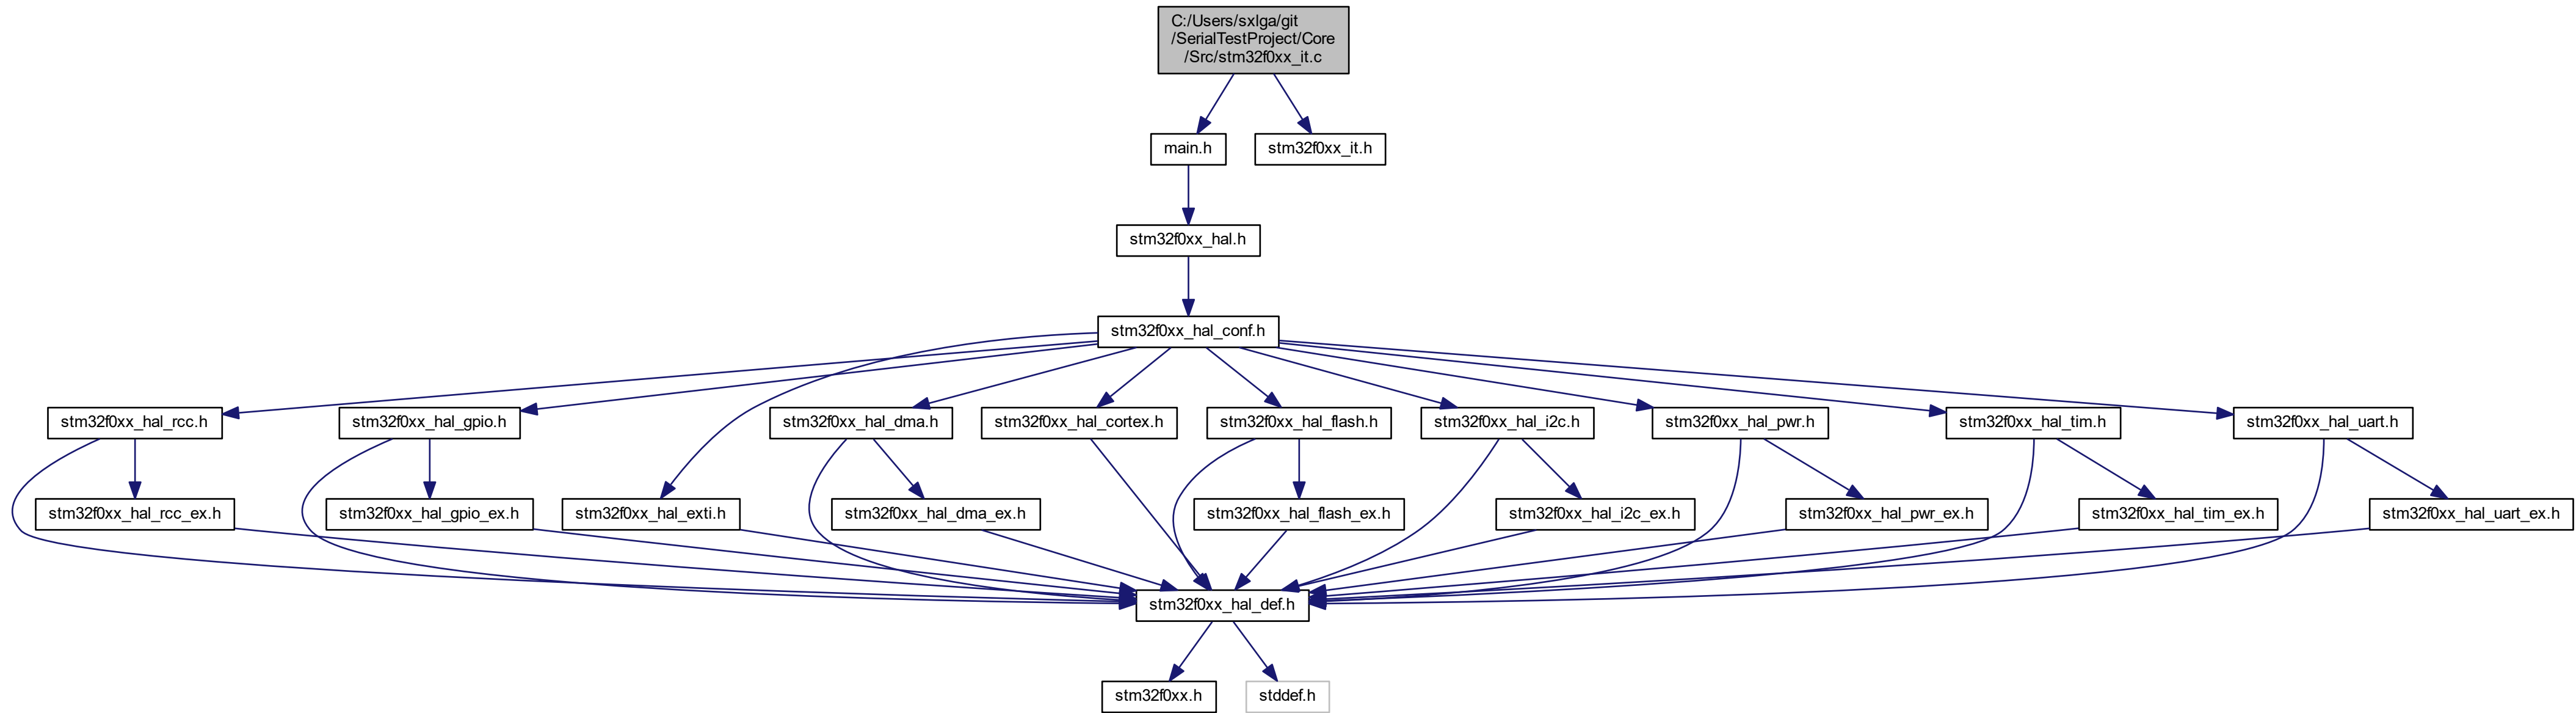 C:/Users/sxlga/git
/SerialTestProject/Core
/Src/stm32f0xx_it.c
main.h
stm32f0xx_it.h
stm32f0xx_hal.h
stm32f0xx_hal_conf.h
stm32f0xx_hal_rcc.h
stm32f0xx_hal_gpio.h
stm32f0xx_hal_dma.h
stm32f0xx_hal_cortex.h
stm32f0xx_hal_flash.h
stm32f0xx_hal_i2c.h
stm32f0xx_hal_pwr.h
stm32f0xx_hal_tim.h
stm32f0xx_hal_uart.h
stm32f0xx_hal_rcc_ex.h
stm32f0xx_hal_gpio_ex.h
stm32f0xx_hal_exti.h
stm32f0xx_hal_dma_ex.h
stm32f0xx_hal_flash_ex.h
stm32f0xx_hal_i2c_ex.h
stm32f0xx_hal_pwr_ex.h
stm32f0xx_hal_tim_ex.h
stm32f0xx_hal_uart_ex.h
stm32f0xx_hal_def.h
stm32f0xx.h
stddef.h